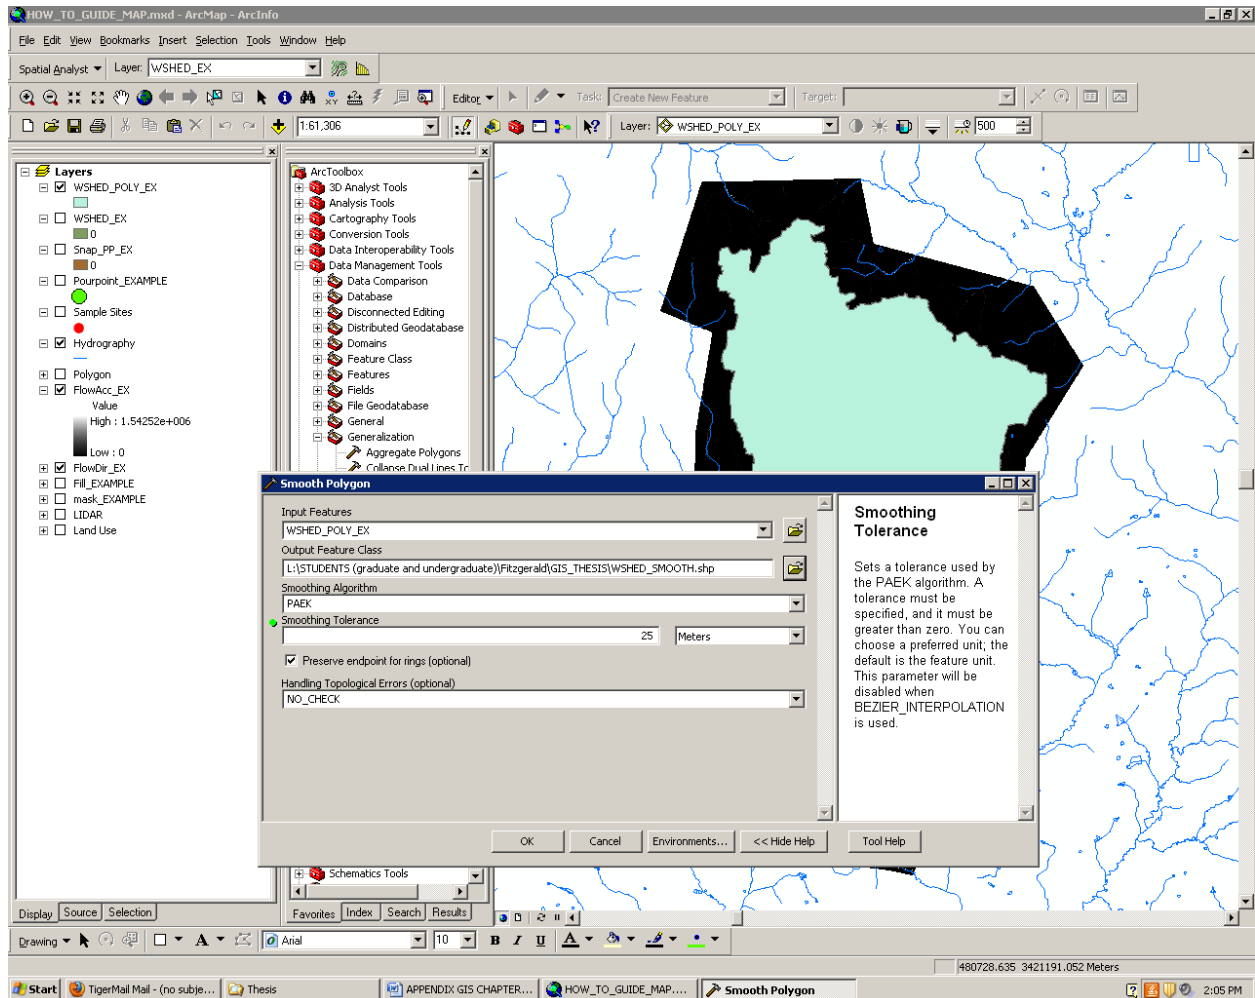 HOW_TO_GUIDE_MAP.mxd - ArcMap - ArcInfo
File Edit View Bookmarks Insert Selection Tools Window Help
Spatial Analyst Layer: WSHED_EX
Editor Task: Create New Feature Target:
1:61,306 Layer: WSHED_POLY_EX 500
Layers
WSHED_POLY_EX
WSHED_EX
0
Snap_PP_EX
0
Pourpoint_EXAMPLE
Sample Sites
Hydrography
Polygon
FlowAcc_EX
Value
High : 1.54252e+006
Low : 0
FlowDir_EX
Fill_EXAMPLE
mask_EXAMPLE
LIDAR
Land Use
Display Source Selection
ArcToolbox
3D Analyst Tools
Analysis Tools
Cartography Tools
Conversion Tools
Data Interoperability Tools
Data Management Tools
Data Comparison
Database
Disconnected Editing
Distributed Geodatabase
Domains
Feature Class
Features
Fields
File Geodatabase
General
Generalization
Aggregate Polygons
Collapse Dual Lines Tc
Schematics Tools
Favorites Index Search Results
Smooth Polygon
Input Features
WSHED_POLY_EX
Output Feature Class
L:\STUDENTS (graduate and undergraduate)\Fitzgerald\GIS_THESIS\WSHED_SMOOTH.shp
Smoothing Algorithm
PAEK
Smoothing Tolerance
25 Meters
Preserve endpoint for rings (optional)
Handling Topological Errors (optional)
NO_CHECK
Smoothing
Tolerance
Sets a tolerance used by
the PAEK algorithm. A
tolerance must be
specified, and it must be
greater than zero. You can
choose a preferred unit; the
default is the feature unit.
This parameter will be
disabled when
BEZIER_INTERPOLATION
is used.
OK Cancel Environments... << Hide Help Tool Help
Drawing A Arial 10 B I U A
480728.635 3421191.052 Meters
Start TigerMail Mail - (no subje... Thesis APPENDIX GIS CHAPTER... HOW_TO_GUIDE_MAP.... Smooth Polygon 2:05 PM